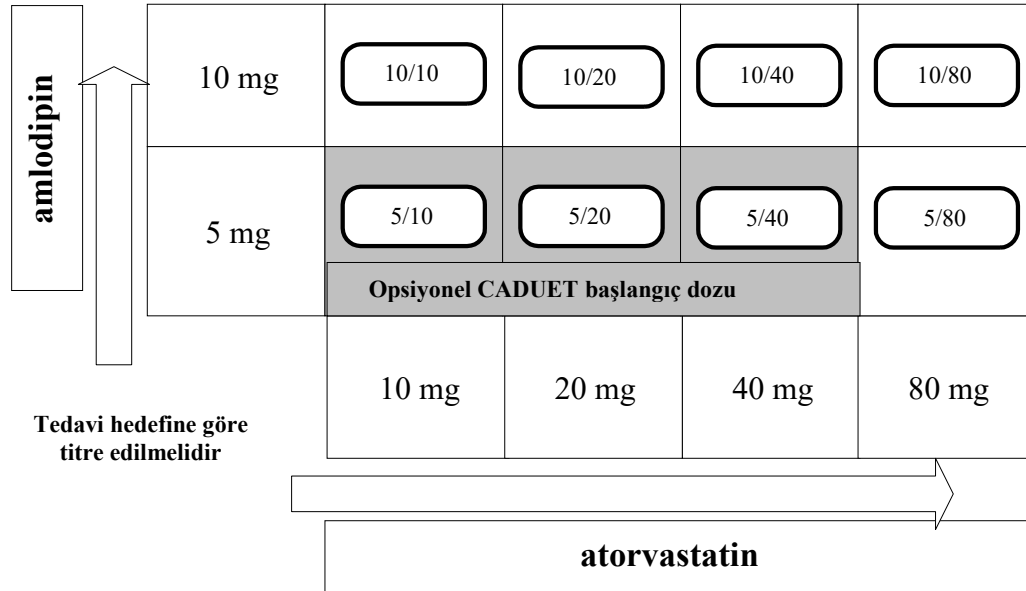 amlodipin
10 mg
10/10
10/20
10/40
10/80
5 mg
5/10
5/20
5/40
5/80
Opsiyonel CADUET başlangıç dozu
10 mg
20 mg
40 mg
80 mg
Tedavi hedefine göre
titre edilmelidir
atorvastatin